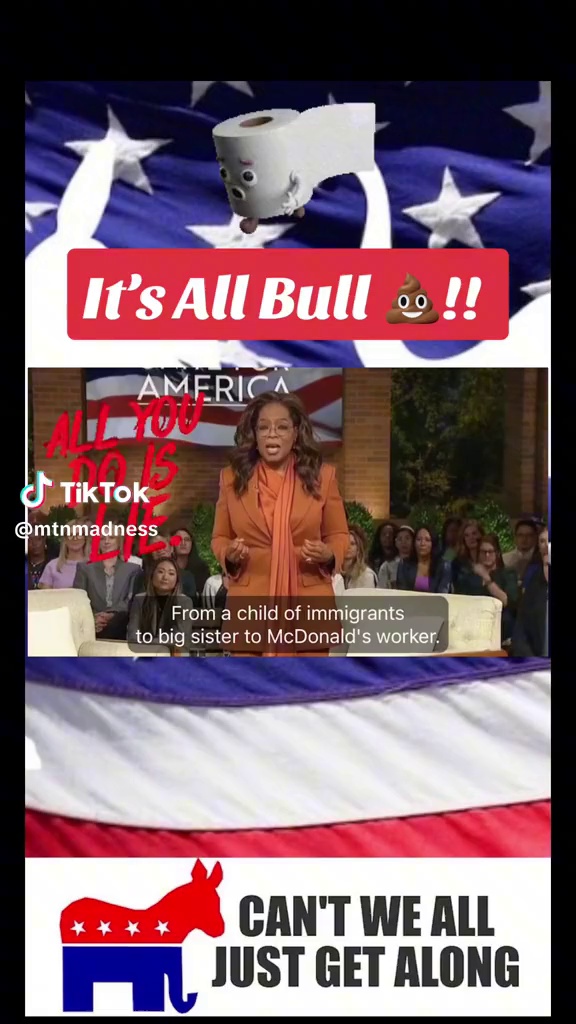 It's All Bull 💩!!
AMERICA
ALL YOU
DO IS
LIE.
TikTok
@mtnmadness
From a child of immigrants
to big sister to McDonald's worker.
CAN'T WE ALL
JUST GET ALONG